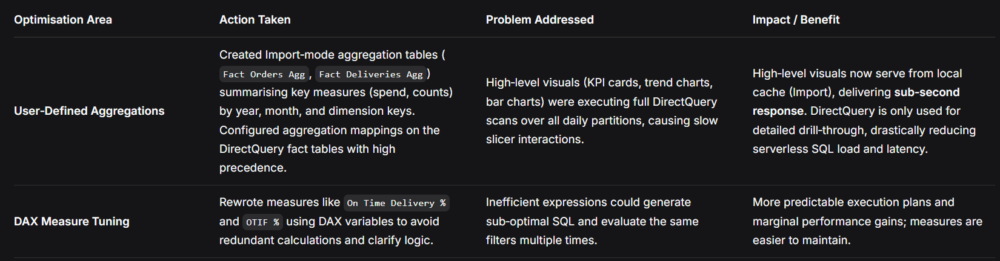 Optimisation Area
Action Taken
Problem Addressed
Impact / Benefit
User-Defined Aggregations
Created Import-mode aggregation tables (
Fact Orders Agg, Fact Deliveries Agg)
summarising key measures (spend, counts)
by year, month, and dimension keys.
Configured aggregation mappings on the
DirectQuery fact tables with high
precedence.
High-level visuals (KPI cards, trend charts,
bar charts) were executing full DirectQuery
scans over all daily partitions, causing slow
slicer interactions.
High-level visuals now serve from local
cache (Import), delivering sub-second
response. DirectQuery is only used for
detailed drill-through, drastically reducing
serverless SQL load and latency.
DAX Measure Tuning
Rewrote measures like On Time Delivery %
and OTIF % using DAX variables to avoid
redundant calculations and clarify logic.
Inefficient expressions could generate
sub-optimal SQL and evaluate the same
filters multiple times.
More predictable execution plans and
marginal performance gains; measures are
easier to maintain.